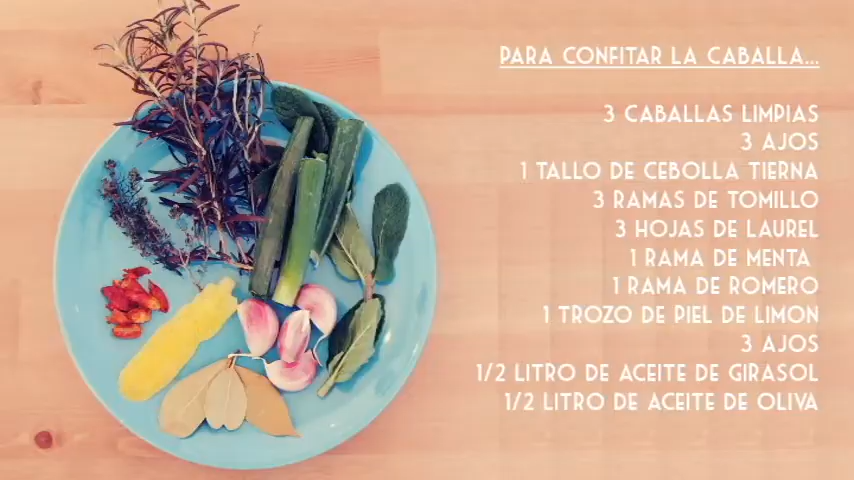 PARA CONFITAR LA CABALLA...
3 CABALLAS LIMPIAS
3 AJOS
1 TALLO DE CEBOLLA TIERNA
3 RAMAS DE TOMILLO
3 HOJAS DE LAUREL
1 RAMA DE MENTA
1 RAMA DE ROMERO
1 TROZO DE PIEL DE LIMON
3 AJOS
1/2 LITRO DE ACEITE DE GIRASOL
1/2 LITRO DE ACEITE DE OLIVA